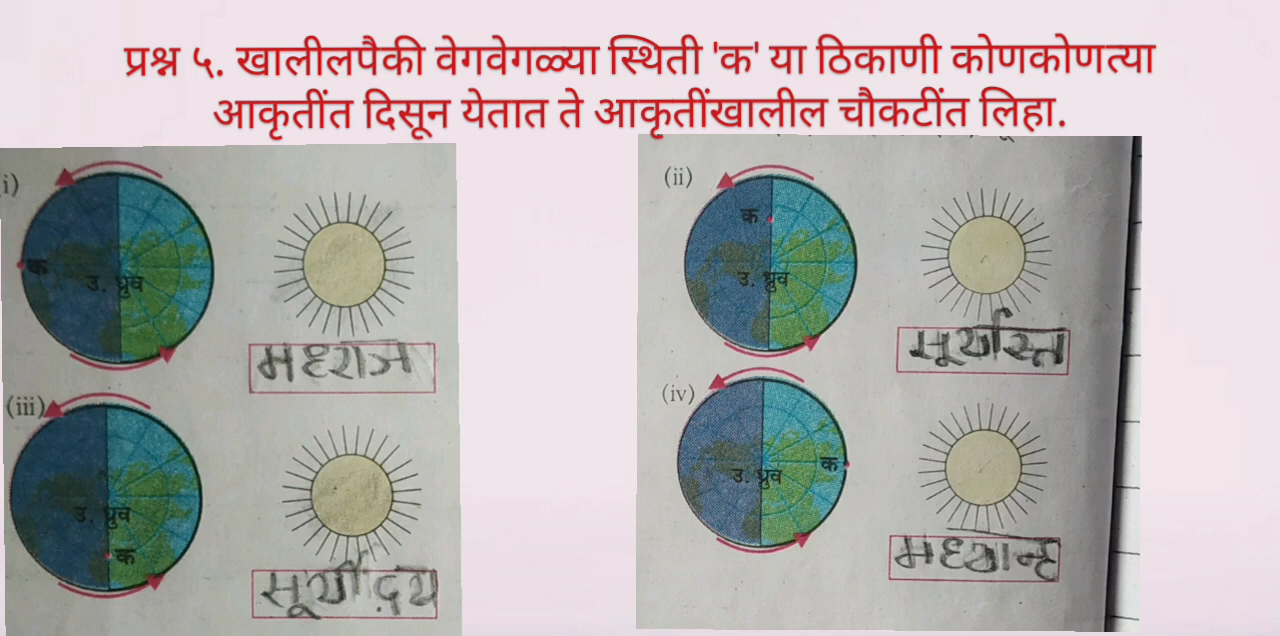 प्रश्न ५. खालीलपैकी वेगवेगळ्या स्थिती 'क' या ठिकाणी कोणकोणत्या
आकृतींत दिसून येतात ते आकृतींखालील चौकटींत लिहा.
i)
क
उ. ध्रुव
मध्यरात्र
(ii)
क
उ. ध्रुव
सूर्यास्त
(iii)
उ. ध्रुव
क
सूर्योदय
(iv)
क
उ. ध्रुव
मध्यान्ह